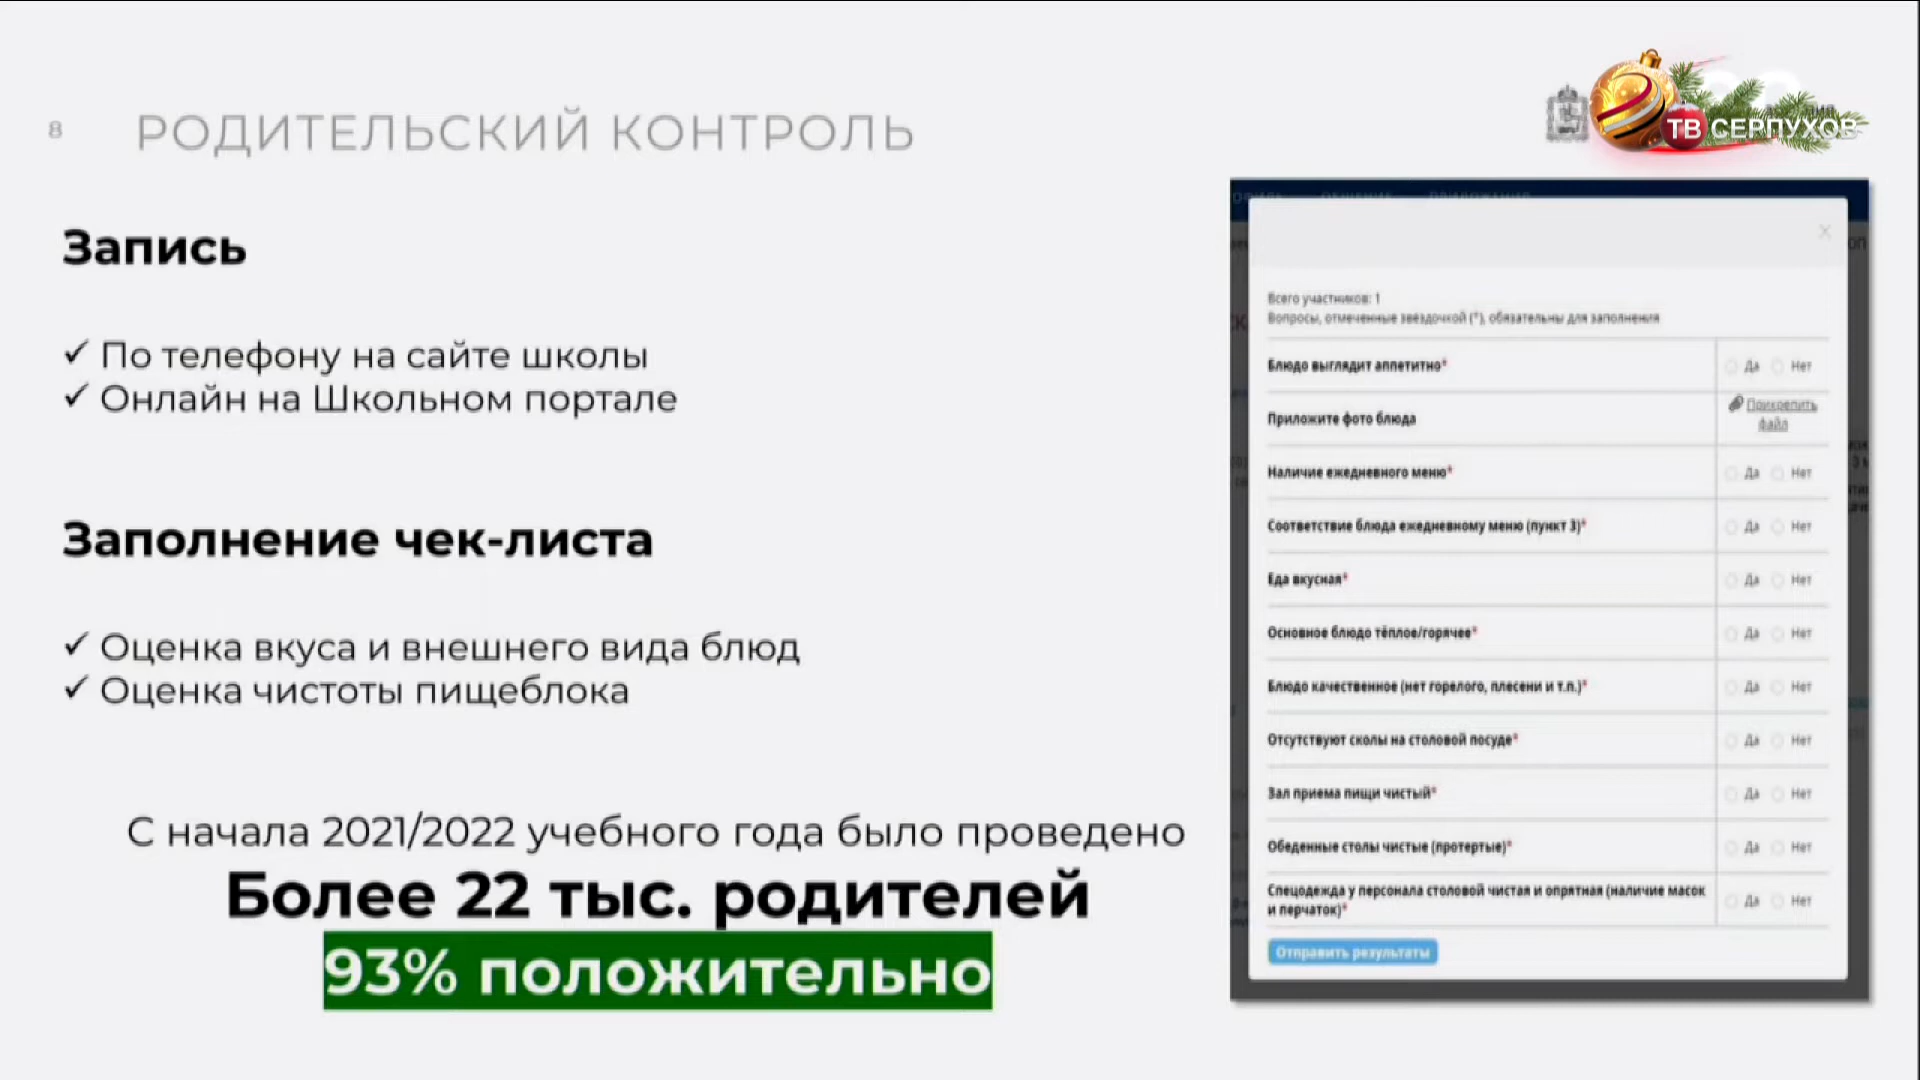 8
РОДИТЕЛЬСКИЙ КОНТРОЛЬ
ТВ СЕРПУХОВ
Запись
✓ По телефону на сайте школы
✓ Онлайн на Школьном портале
Заполнение чек-листа
✓ Оценка вкуса и внешнего вида блюд
✓ Оценка чистоты пищеблока
С начала 2021/2022 учебного года было проведено
Более 22 тыс. родителей
93% положительно
Всего участников: 1
Вопросы, отмеченные звездочкой (*), обязательны для заполнения
Блюдо выглядит аппетитно* Да Нет
Приложите фото блюда Прикрепить
файл
Наличие ежедневного меню* Да Нет
Соответствие блюда ежедневному меню (пункт 3)* Да Нет
Еда вкусная* Да Нет
Основное блюдо тёплое/горячее* Да Нет
Блюдо качественное (нет горелого, плесени и т.п.)* Да Нет
Отсутствуют сколы на столовой посуде* Да Нет
Зал приема пищи чистый* Да Нет
Обеденные столы чистые (протертые)* Да Нет
Спецодежда у персонала столовой чистая и опрятная (наличие масок
и перчаток)* Да Нет
Отправить результаты